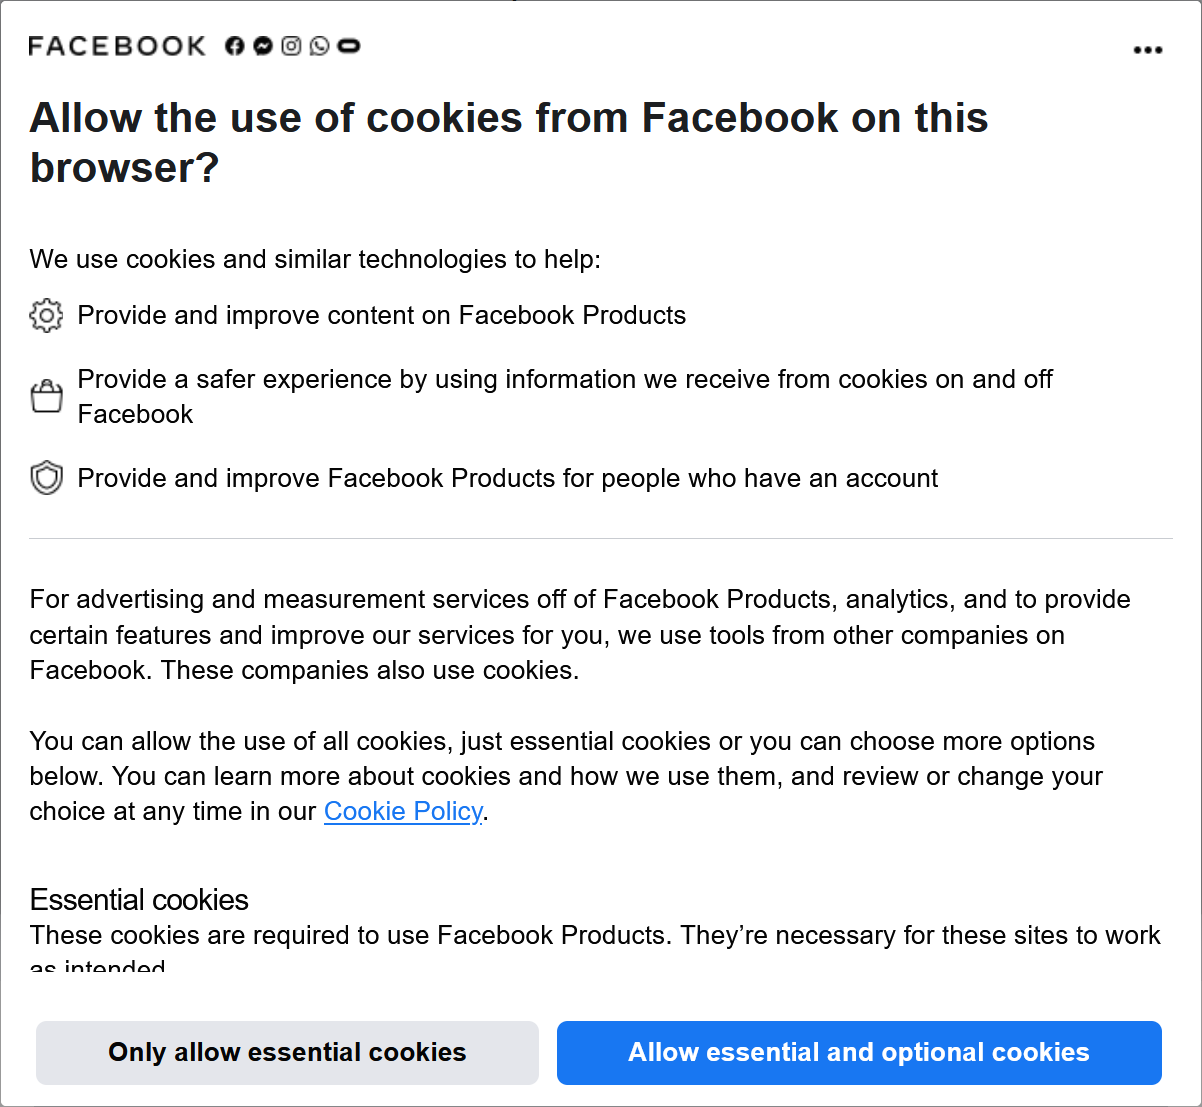 FACEBOOK
Allow the use of cookies from Facebook on this
browser?
We use cookies and similar technologies to help:
Provide and improve content on Facebook Products
Provide a safer experience by using information we receive from cookies on and off
Facebook
Provide and improve Facebook Products for people who have an account
For advertising and measurement services off of Facebook Products, analytics, and to provide
certain features and improve our services for you, we use tools from other companies on
Facebook. These companies also use cookies.
You can allow the use of all cookies, just essential cookies or you can choose more options
below. You can learn more about cookies and how we use them, and review or change your
choice at any time in our Cookie Policy.
Essential cookies
These cookies are required to use Facebook Products. They’re necessary for these sites to work
as intended
Only allow essential cookies
Allow essential and optional cookies